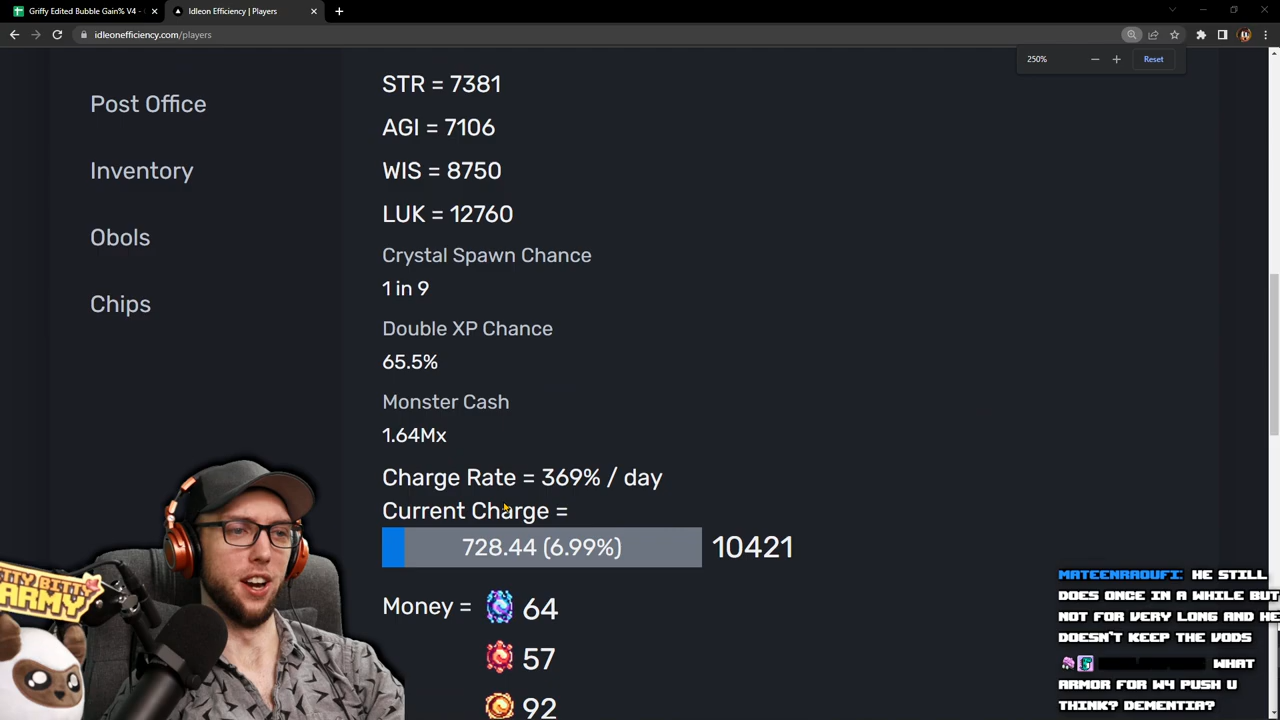 Griffy Edited Bubble Gain% V4 -
Idleon Efficiency | Players
idleonefficiency.com/players
250%
Reset
Post Office
Inventory
Obols
Chips
STR = 7381
AGI = 7106
WIS = 8750
LUK = 12760
Crystal Spawn Chance
1 in 9
Double XP Chance
65.5%
Monster Cash
1.64Mx
Charge Rate = 369% / day
Current Charge =
728.44 (6.99%) 10421
Money = 64
57
92
TTY BITTY
ARMY
MATEENRAOUFI: HE STILL
DOES ONCE IN A WHILE BUT
NOT FOR VERY LONG AND HE
DOESN'T KEEP THE VODS
WHAT
ARMOR FOR W4 PUSH U
THINK? DEMENTIA?